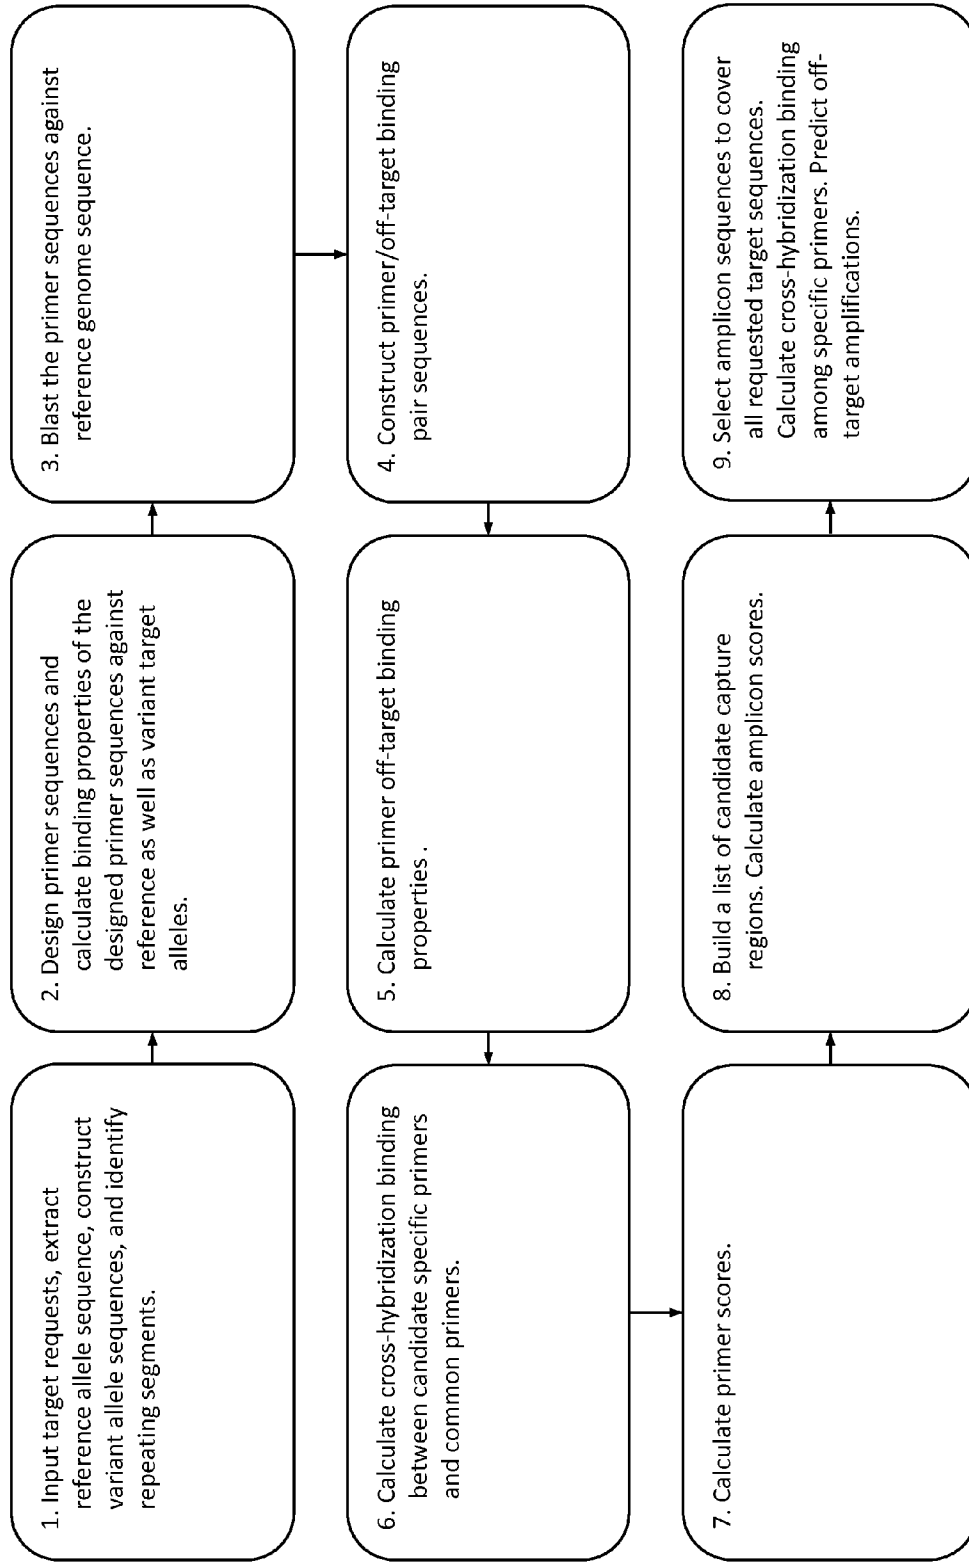 1. Input target requests, extract
reference allele sequence, construct
variant allele sequences, and identify
repeating segments.
2. Design primer sequences and
calculate binding properties of the
designed primer sequences against
reference as well as variant target
alleles.
3. Blast the primer sequences against
reference genome sequence.
4. Construct primer/off-target binding
pair sequences.
5. Calculate primer off-target binding
properties .
6. Calculate cross-hybridization binding
between candidate specific primers
and common primers.
7. Calculate primer scores.
8. Build a list of candidate capture
regions. Calculate amplicon scores.
9. Select amplicon sequences to cover
all requested target sequences.
Calculate cross-hybridization binding
among specific primers. Predict off-
target amplifications.